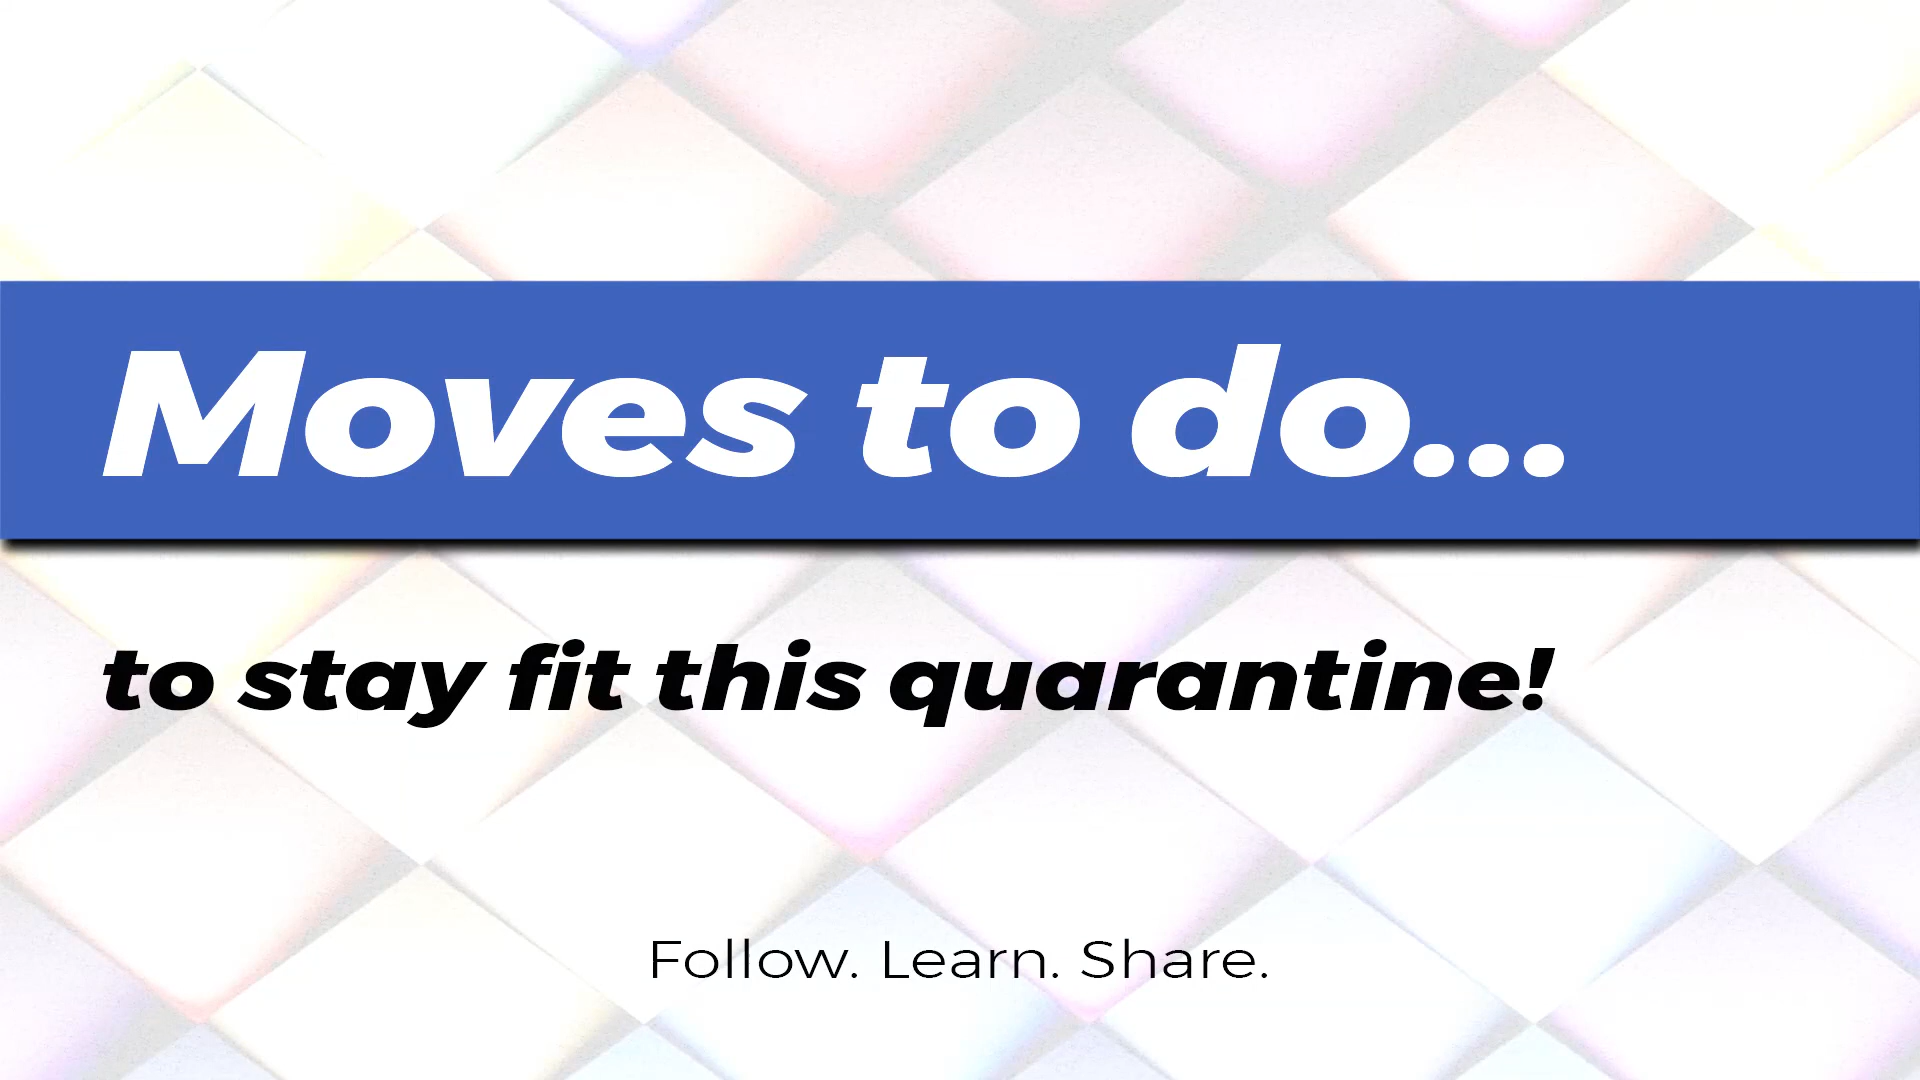 Moves to do...
to stay fit this quarantine!
Follow. Learn. Share.